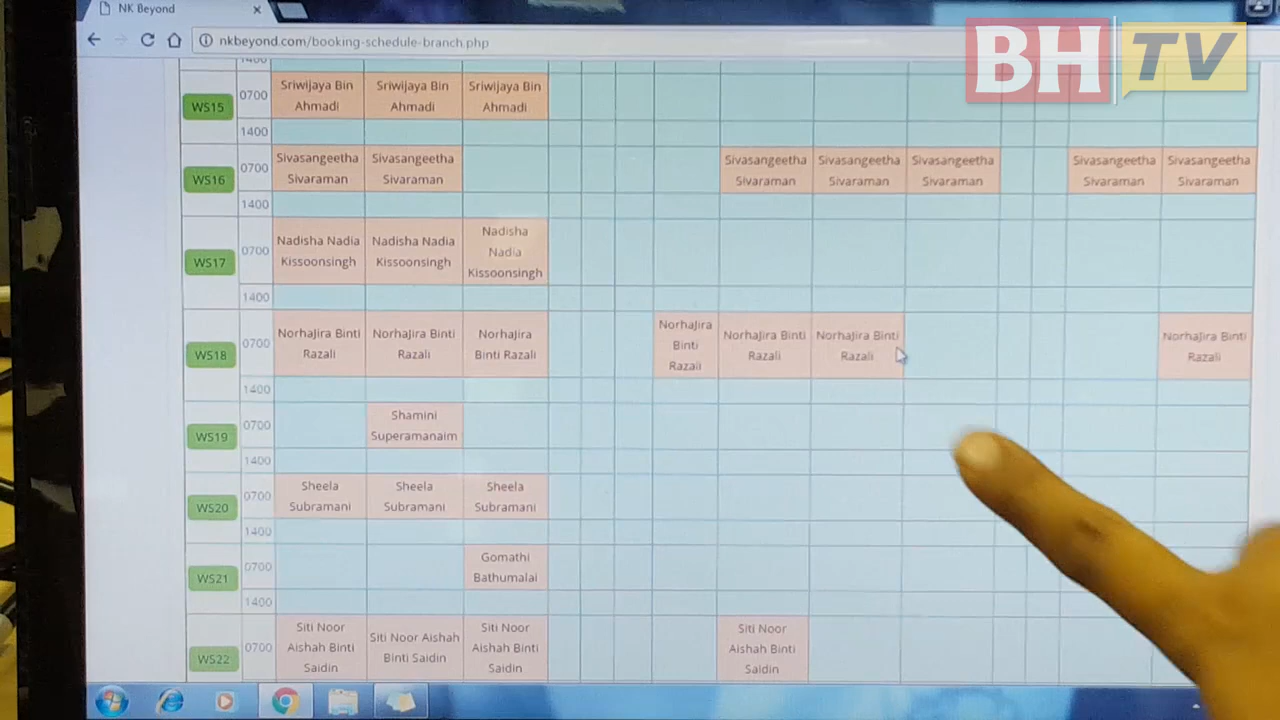 NK Beyond
BH TV
nkbeyond.com/booking-schedule-branch.php
1400
WS15 0700 Sriwijaya Bin Ahmadi Sriwijaya Bin Ahmadi Sriwijaya Bin Ahmadi
1400
WS16 0700 Sivasangeetha Sivaraman Sivasangeetha Sivaraman Sivasangeetha Sivaraman Sivasangeetha Sivaraman Sivasangeetha Sivaraman Sivasangeetha Sivaraman Sivasangeetha Sivaraman
1400
WS17 0700 Nadisha Nadia Kissoonsingh Nadisha Nadia Kissoonsingh Nadisha Nadia Kissoonsingh
1400
WS18 0700 NorhaJira Binti Razali NorhaJira Binti Razali NorhaJira Binti Razali NorhaJira Binti Razali NorhaJira Binti Razali NorhaJira Binti Razali NorhaJira Binti Razali
1400
WS19 0700 Shamini Superamanaim
1400
WS20 0700 Sheela Subramani Sheela Subramani Sheela Subramani
1400
WS21 0700 Gomathi Bathumalai
1400
WS22 0700 Siti Noor Aishah Binti Saidin Siti Noor Aishah Binti Saidin Siti Noor Aishah Binti Saidin Siti Noor Aishah Binti Saidin